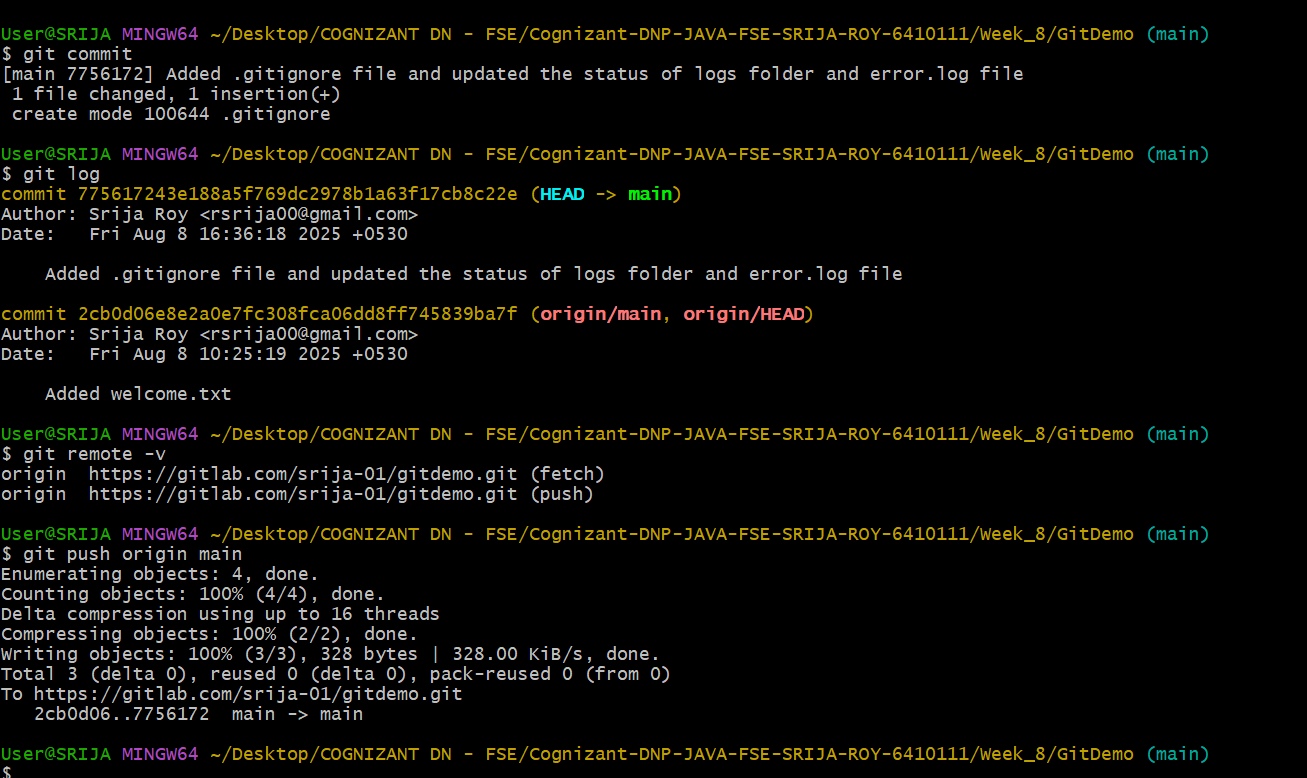 User@SRIJA MINGW64 ~/Desktop/COGNIZANT DN - FSE/Cognizant-DNP-JAVA-FSE-SRIJA-ROY-6410111/Week_8/GitDemo (main)
$ git commit
[main 7756172] Added .gitignore file and updated the status of logs folder and error.log file
 1 file changed, 1 insertion(+)
 create mode 100644 .gitignore

User@SRIJA MINGW64 ~/Desktop/COGNIZANT DN - FSE/Cognizant-DNP-JAVA-FSE-SRIJA-ROY-6410111/Week_8/GitDemo (main)
$ git log
commit 775617243e188a5f769dc2978b1a63f17cb8c22e (HEAD -> main)
Author: Srija Roy <rsrija00@gmail.com>
Date:   Fri Aug 8 16:36:18 2025 +0530

    Added .gitignore file and updated the status of logs folder and error.log file

commit 2cb0d06e8e2a0e7fc308fca06dd8ff745839ba7f (origin/main, origin/HEAD)
Author: Srija Roy <rsrija00@gmail.com>
Date:   Fri Aug 8 10:25:19 2025 +0530

    Added welcome.txt

User@SRIJA MINGW64 ~/Desktop/COGNIZANT DN - FSE/Cognizant-DNP-JAVA-FSE-SRIJA-ROY-6410111/Week_8/GitDemo (main)
$ git remote -v
origin  https://gitlab.com/srija-01/gitdemo.git (fetch)
origin  https://gitlab.com/srija-01/gitdemo.git (push)

User@SRIJA MINGW64 ~/Desktop/COGNIZANT DN - FSE/Cognizant-DNP-JAVA-FSE-SRIJA-ROY-6410111/Week_8/GitDemo (main)
$ git push origin main
Enumerating objects: 4, done.
Counting objects: 100% (4/4), done.
Delta compression using up to 16 threads
Compressing objects: 100% (2/2), done.
Writing objects: 100% (3/3), 328 bytes | 328.00 KiB/s, done.
Total 3 (delta 0), reused 0 (delta 0), pack-reused 0 (from 0)
To https://gitlab.com/srija-01/gitdemo.git
   2cb0d06..7756172  main -> main

User@SRIJA MINGW64 ~/Desktop/COGNIZANT DN - FSE/Cognizant-DNP-JAVA-FSE-SRIJA-ROY-6410111/Week_8/GitDemo (main)
$